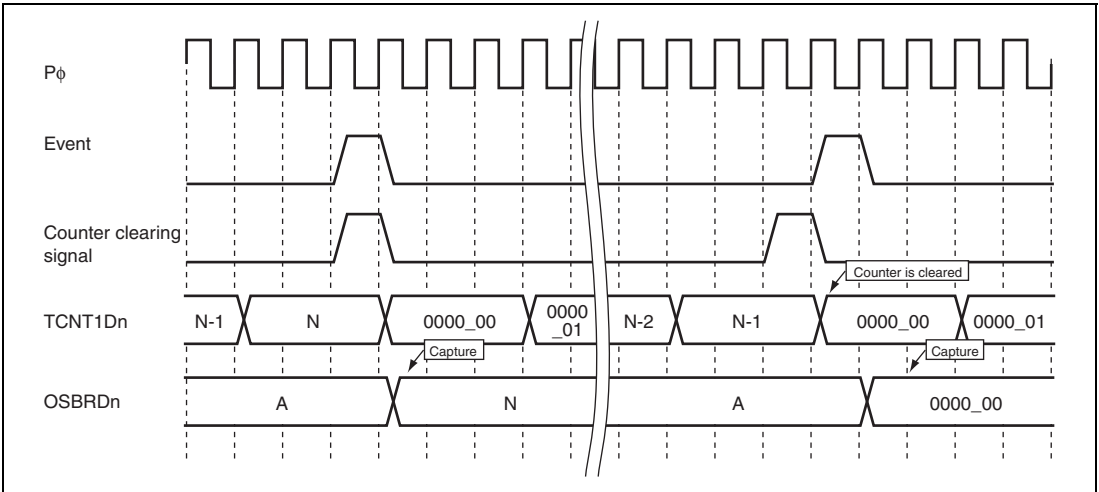 Pϕ
Event
Counter clearing
signal
Counter is cleared
TCNT1Dn N-1 N 0000_00 0000
_01 N-2 N-1 0000_00 0000_01
Capture Capture
OSBRDn A N A 0000_00